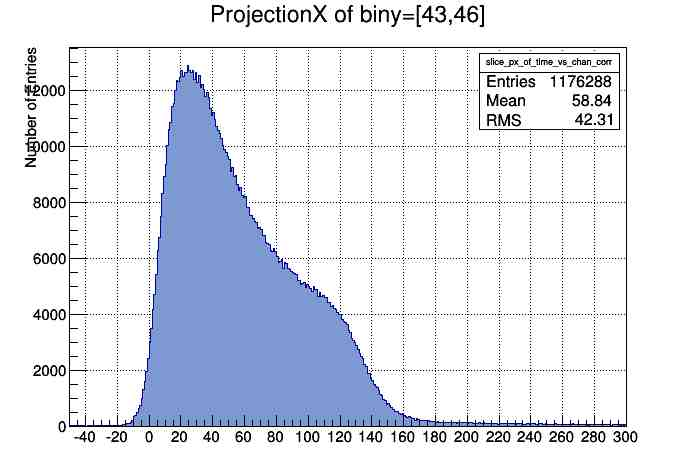 ProjectionX of biny=[43,46]
Number of Entries
slice_px_of_time_vs_chan_corr
Entries 1176288
Mean 58.84
RMS 42.31
12000
10000
8000
6000
4000
2000
0
-40 -20 0 20 40 60 80 100 120 140 160 180 200 220 240 260 280 300